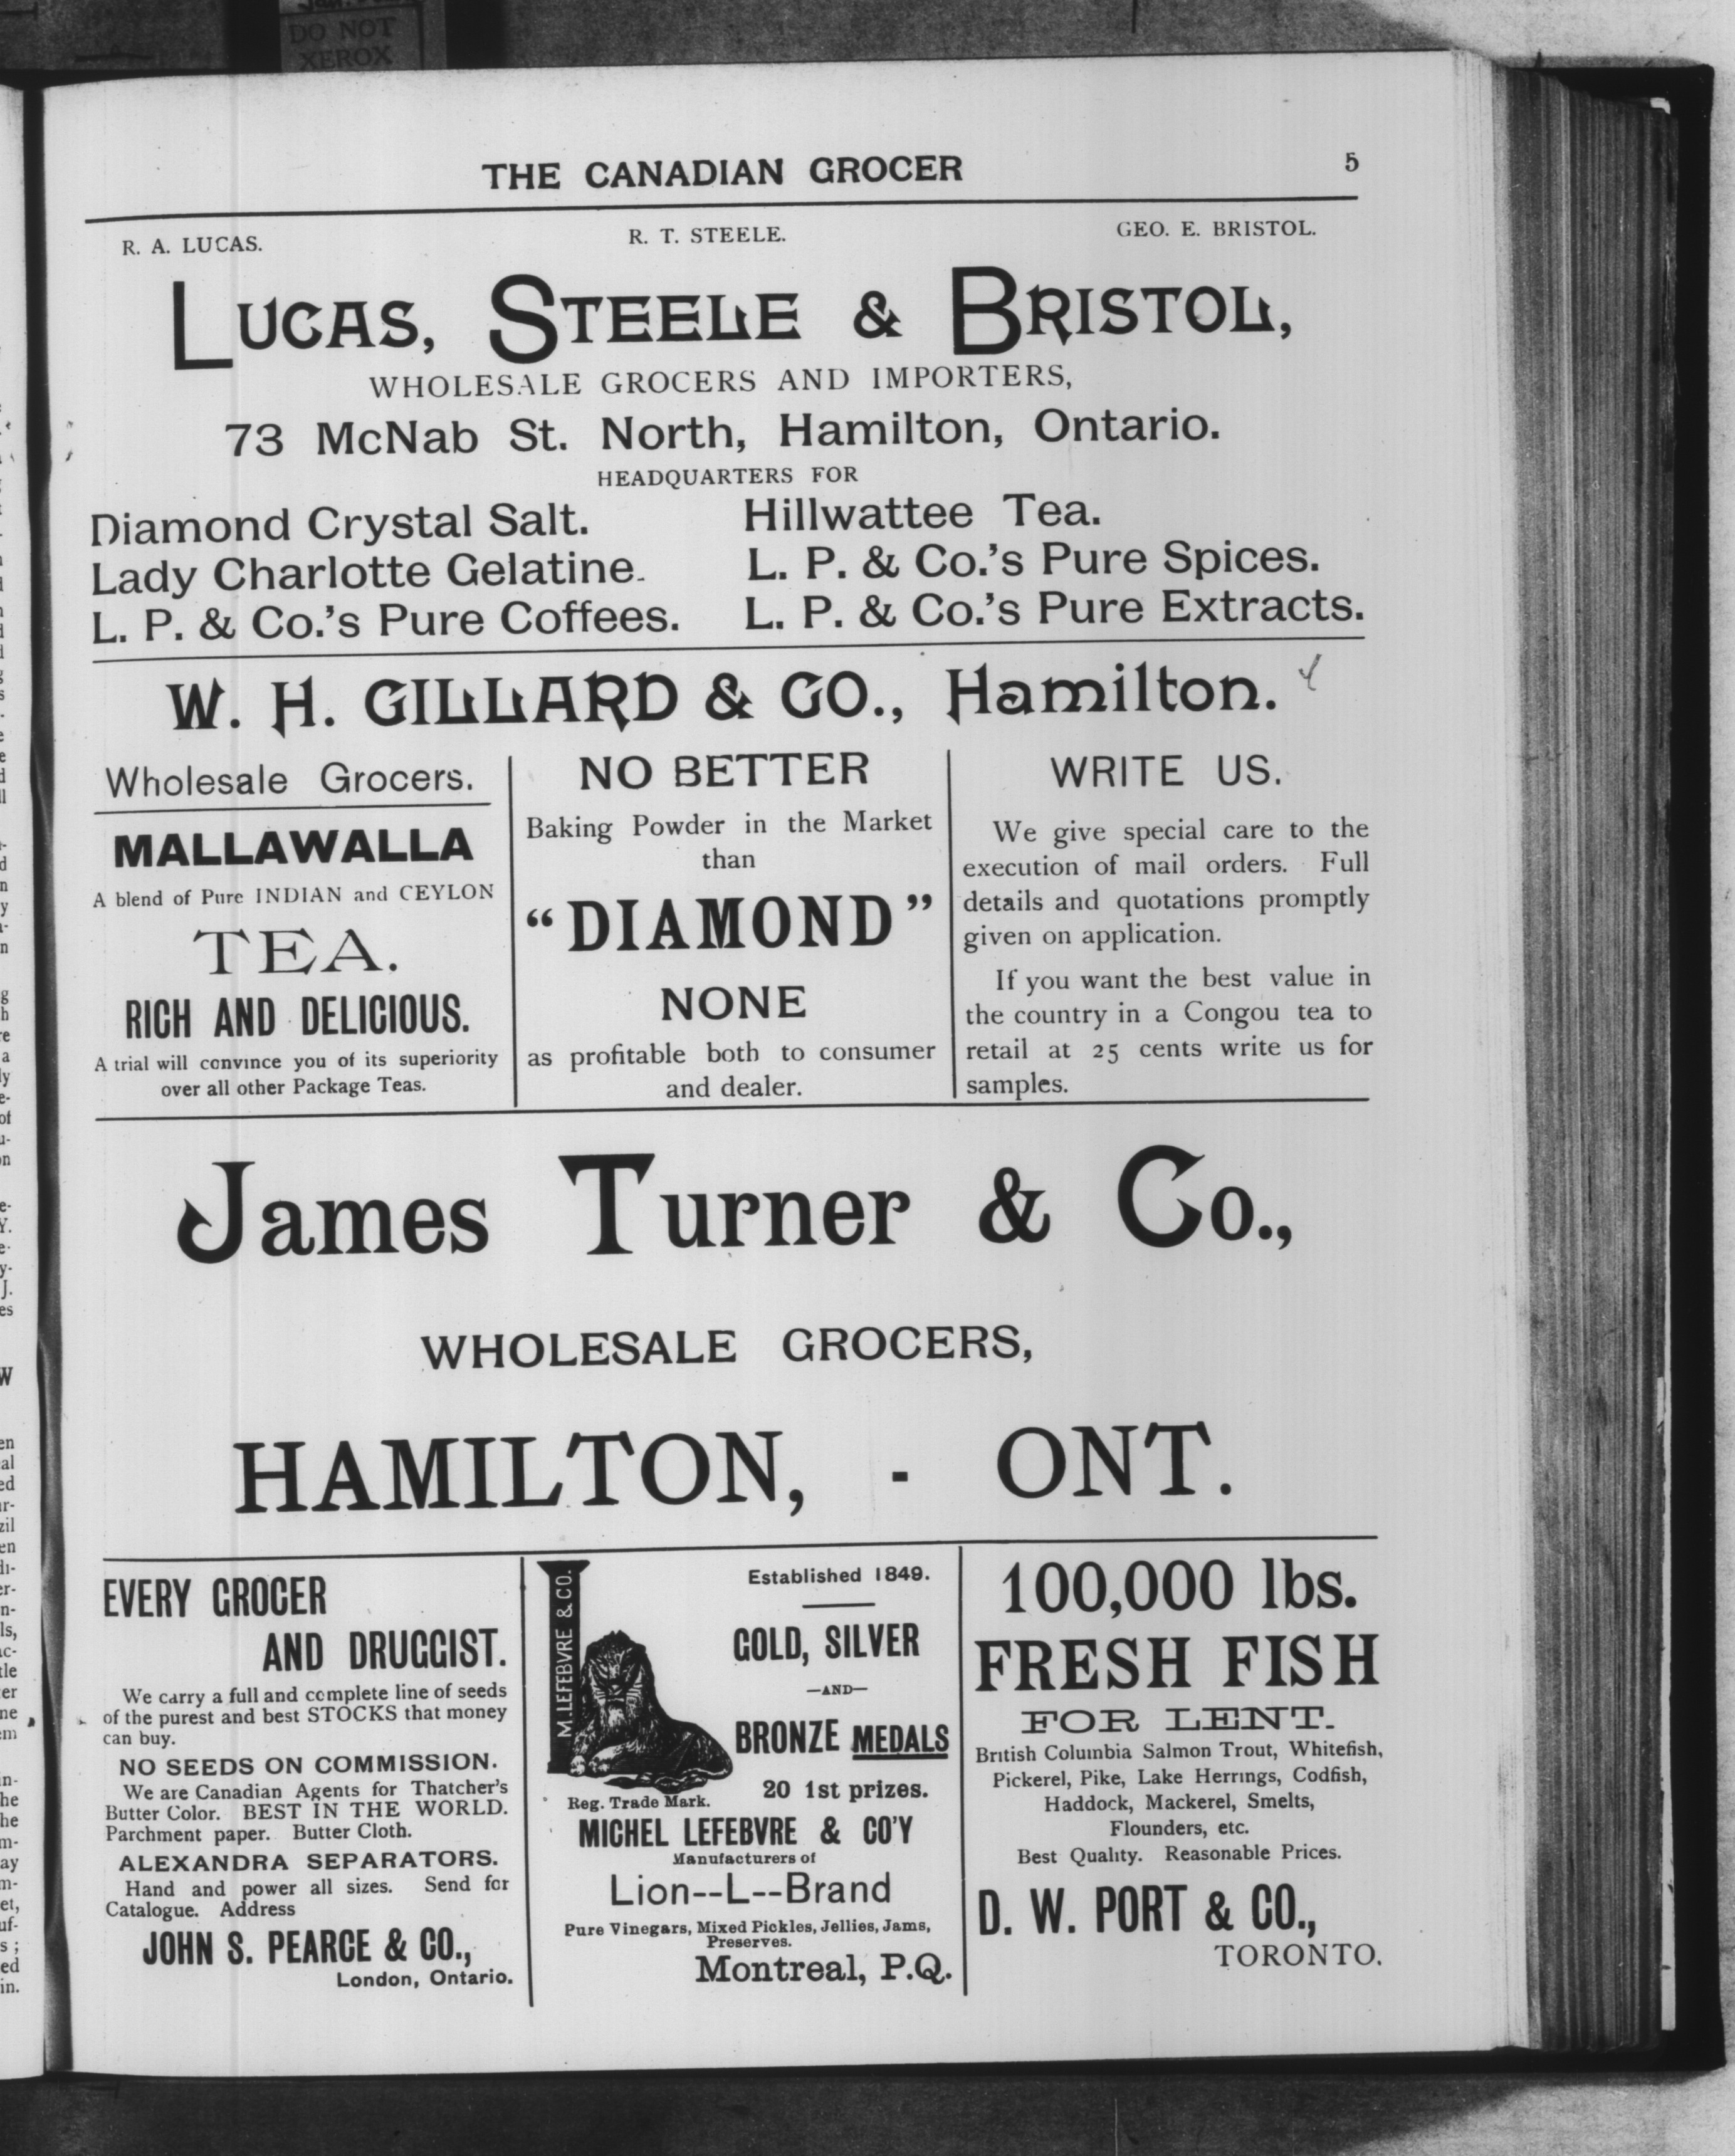 DO NOT
XEROX
THE CANADIAN GROCER 5
R. A. LUCAS. R. T. STEELE. GEO. E. BRISTOL.
LUCAS, STEELE & BRISTOL,
WHOLESALE GROCERS AND IMPORTERS,
73 McNab St. North, Hamilton, Ontario.
HEADQUARTERS FOR
Diamond Crystal Salt. Hillwattee Tea.
Lady Charlotte Gelatine. L. P. & Co.'s Pure Spices.
L. P. & Co.'s Pure Coffees. L. P. & Co.'s Pure Extracts.
W. H. GILLARD & CO., Hamilton.
Wholesale Grocers.
MALLAWALLA
A blend of Pure INDIAN and CEYLON
TEA.
RICH AND DELICIOUS.
A trial will convince you of its superiority
over all other Package Teas.
NO BETTER
Baking Powder in the Market
than
"DIAMOND"
NONE
as profitable both to consumer
and dealer.
WRITE US.
We give special care to the
execution of mail orders. Full
details and quotations promptly
given on application.
If you want the best value in
the country in a Congou tea to
retail at 25 cents write us for
samples.
James Turner & Co.,
WHOLESALE GROCERS,
HAMILTON, - ONT.
EVERY GROCER
AND DRUGGIST.
We carry a full and complete line of seeds
of the purest and best STOCKS that money
can buy.
NO SEEDS ON COMMISSION.
We are Canadian Agents for Thatcher's
Butter Color. BEST IN THE WORLD.
Parchment paper. Butter Cloth.
ALEXANDRA SEPARATORS.
Hand and power all sizes. Send for
Catalogue. Address
JOHN S. PEARCE & CO.,
London, Ontario.
M. LEFEBVRE & CO.
Established 1849.
GOLD, SILVER
—AND—
BRONZE MEDALS
20 1st prizes.
Reg. Trade Mark.
MICHEL LEFEBVRE & CO'Y
Manufacturers of
Lion--L--Brand
Pure Vinegars, Mixed Pickles, Jellies, Jams,
Preserves.
Montreal, P.Q.
100,000 lbs.
FRESH FISH
FOR LENT.
British Columbia Salmon Trout, Whitefish,
Pickerel, Pike, Lake Herrings, Codfish,
Haddock, Mackerel, Smelts,
Flounders, etc.
Best Quality. Reasonable Prices.
D. W. PORT & CO.,
TORONTO.